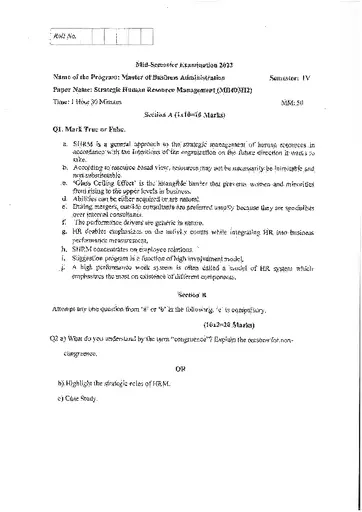 Roll No.
Mid-Semester Examination 2022
Name of the Program: Master of Business Administration Semester: IV
Paper Name: Strategic Human Resource Management (MB403H2)
Time: 1 Hour 30 Minutes MM: 50
Section A (1x10=10 Marks)
Q1. Mark True or False.
a. SHRM is a general approach to the strategic management of human resources in
accordance with the intentions of the organization on the future direction it wants to
take.
b. According to resource based view, resources may not be necessarily be inimitable and
non substitutable.
c. 'Glass Ceiling Effect' is the intangible barrier that prevents women and minorities
from rising to the upper levels in business.
d. Abilities can be either acquired or are natural.
e. During mergers, outside consultants are preferred usually because they are specialists
over internal consultants.
f. The performance drivers are generic in nature.
g. HR enables emphasizes on the activity counts while integrating HR into business
performance measurement.
h. SHRM concentrates on employee relations.
i. Suggestion program is a function of high involvement model.
j. A high performance work system is often called a model of HR system which
emphasizes the most on existence of different components.
Section B
Attempt any one question from 'a' or 'b' in the following. 'c' is compulsory.
(10x2=20 Marks)
Q2 a) What do you understand by the term "congruence"? Explain the reasons for non-
congruence.
OR
b) Highlight the strategic roles of HRM.
c) Case Study.